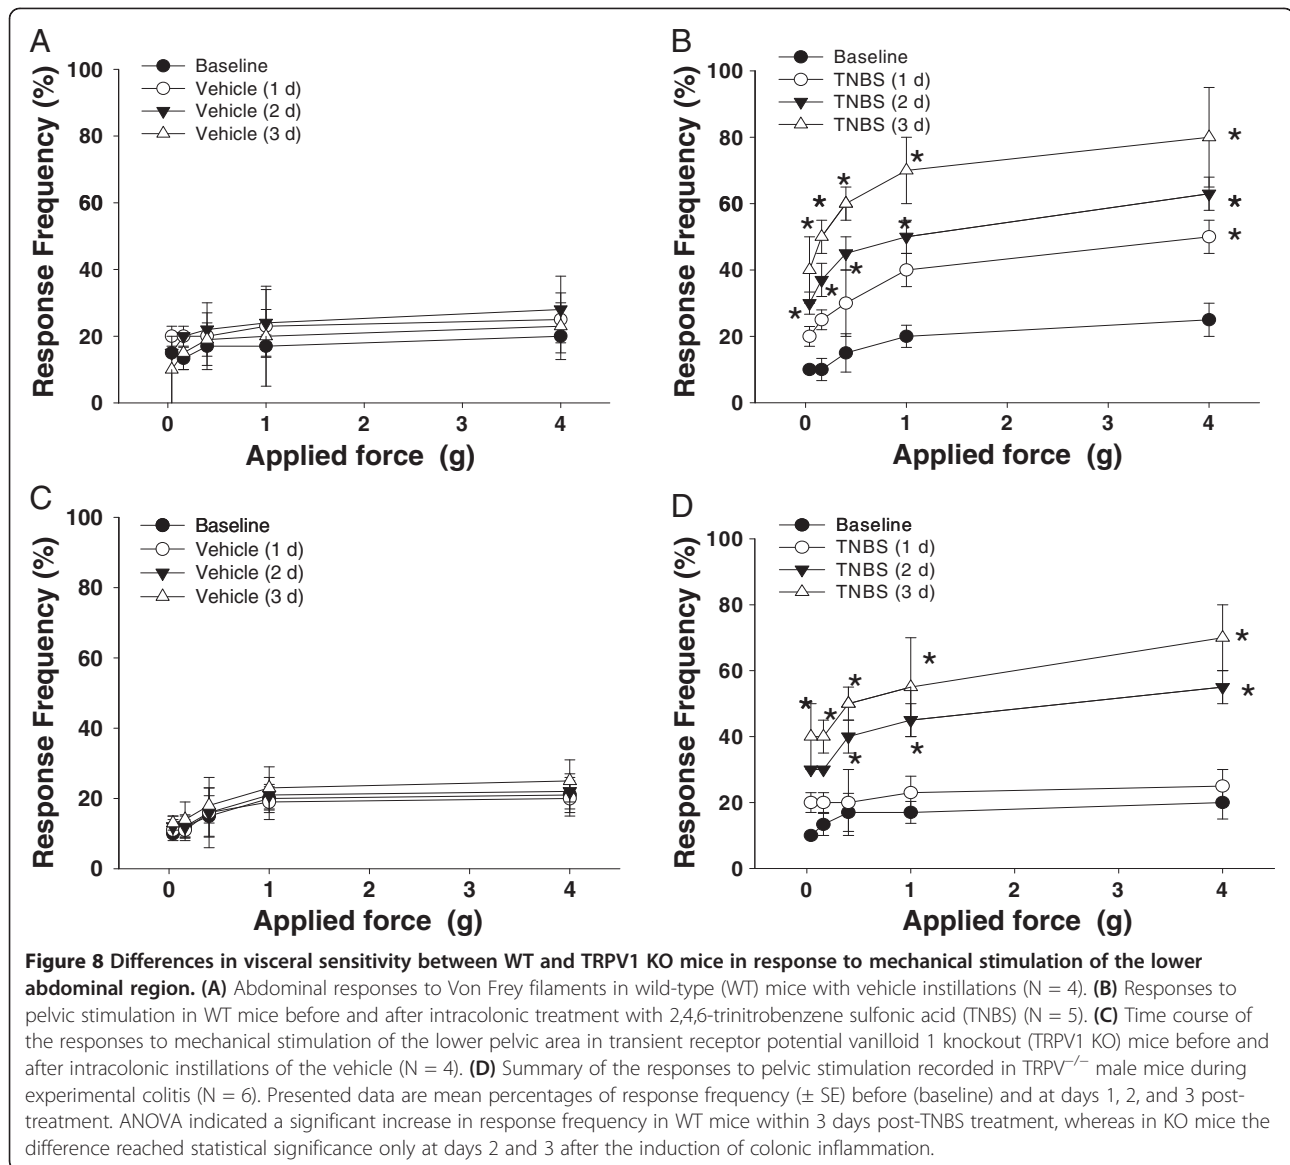 A
Baseline
Vehicle (1 d)
Vehicle (2 d)
Vehicle (3 d)
Response Frequency (%)
100
80
60
40
20
0
0 1 2 3 4
Applied force (g)
B
Baseline
TNBS (1 d)
TNBS (2 d)
TNBS (3 d)
Response Frequency (%)
100
80
60
40
20
0
* * * * *
* * * * *
*
0 1 2 3 4
Applied force (g)
C
Baseline
Vehicle (1 d)
Vehicle (2 d)
Vehicle (3 d)
Response Frequency (%)
100
80
60
40
20
0
0 1 2 3 4
Applied force (g)
D
Baseline
TNBS (1 d)
TNBS (2 d)
TNBS (3 d)
Response Frequency (%)
100
80
60
40
20
0
* * * * *
* * *
0 1 2 3 4
Applied force (g)
Figure 8 Differences in visceral sensitivity between WT and TRPV1 KO mice in response to mechanical stimulation of the lower
abdominal region. (A) Abdominal responses to Von Frey filaments in wild-type (WT) mice with vehicle instillations (N = 4). (B) Responses to
pelvic stimulation in WT mice before and after intracolonic treatment with 2,4,6-trinitrobenzene sulfonic acid (TNBS) (N = 5). (C) Time course of
the responses to mechanical stimulation of the lower pelvic area in transient receptor potential vanilloid 1 knockout (TRPV1 KO) mice before and
after intracolonic instillations of the vehicle (N = 4). (D) Summary of the responses to pelvic stimulation recorded in TRPV⁻/⁻ male mice during
experimental colitis (N = 6). Presented data are mean percentages of response frequency (± SE) before (baseline) and at days 1, 2, and 3 post-
treatment. ANOVA indicated a significant increase in response frequency in WT mice within 3 days post-TNBS treatment, whereas in KO mice the
difference reached statistical significance only at days 2 and 3 after the induction of colonic inflammation.